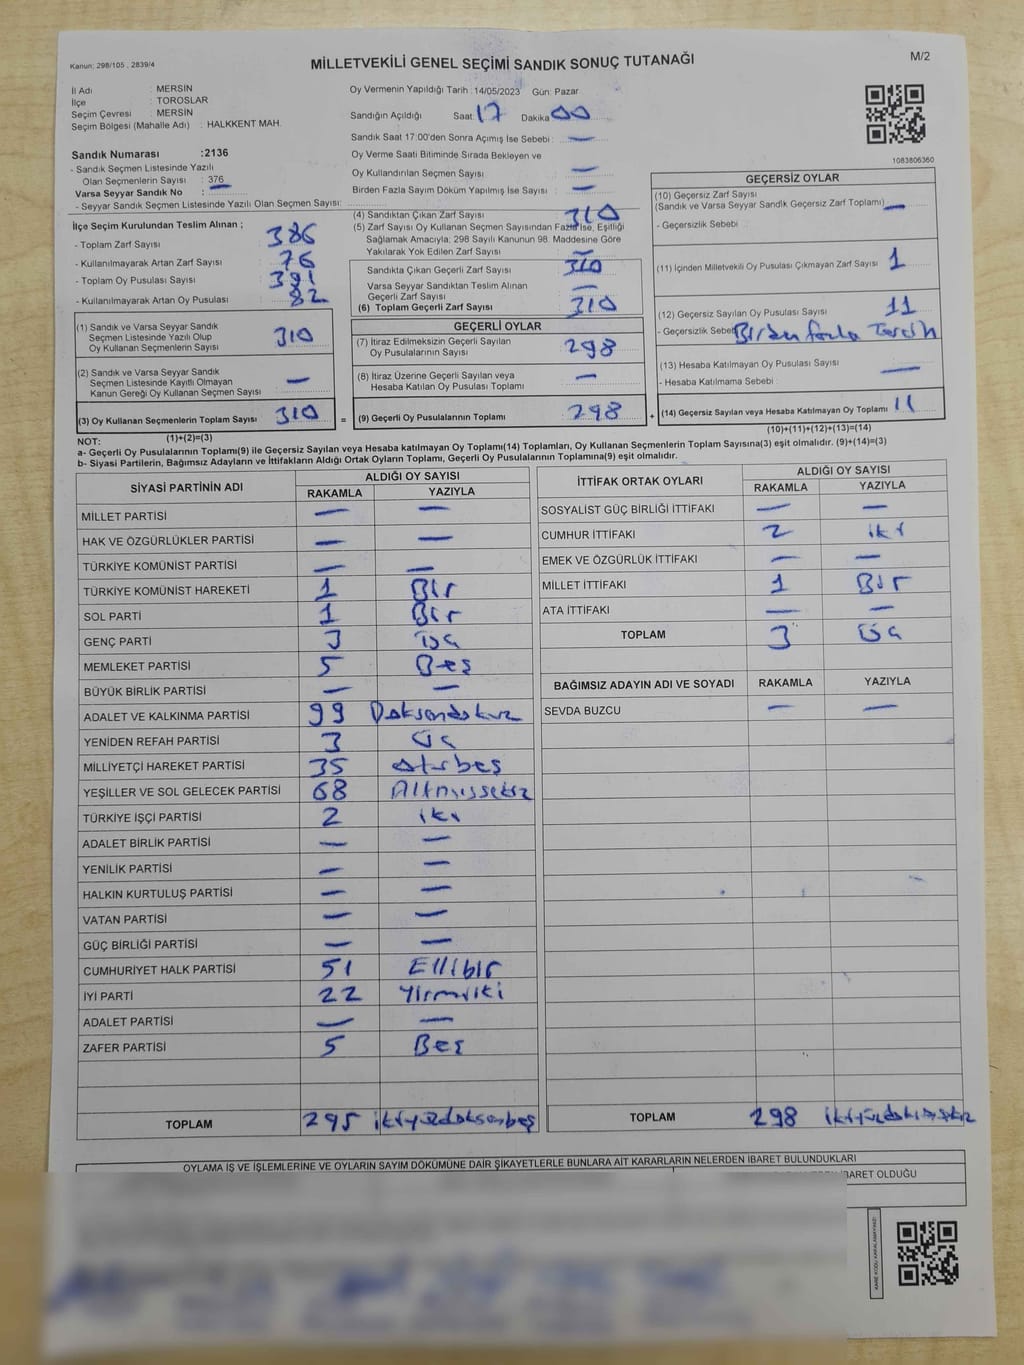 Kanun: 298/105 , 2839/4
MİLLETVEKİLİ GENEL SEÇİMİ SANDIK SONUÇ TUTANAĞI
M/2
İl Adı : MERSİN
İlçe : TOROSLAR
Seçim Çevresi : MERSİN
Seçim Bölgesi (Mahalle Adı) : HALKKENT MAH.
Sandık Numarası :2136
- Sandık Seçmen Listesinde Yazılı
Olan Seçmenlerin Sayısı : 376
Varsa Seyyar Sandık No : —
- Seyyar Sandık Seçmen Listesinde Yazılı Olan Seçmen Sayısı:
Oy Vermenin Yapıldığı Tarih :14/05/2023 Gün: Pazar
Sandığın Açıldığı Saat: 17 Dakika 00
Sandık Saat 17:00'den Sonra Açımış İse Sebebi : —
Oy Verme Saati Bitiminde Sırada Bekleyen ve
Oy Kullandırılan Seçmen Sayısı : —
Birden Fazla Sayım Döküm Yapılmış İse Sayısı : —
1083806360
İlçe Seçim Kurulundan Teslim Alınan ;
- Toplam Zarf Sayısı : 386
- Kullanılmayarak Artan Zarf Sayısı : 76
- Toplam Oy Pusulası Sayısı : 391
- Kullanılmayarak Artan Oy Pusulası : 82
(1) Sandık ve Varsa Seyyar Sandık
Seçmen Listesinde Yazılı Olup
Oy Kullanan Seçmenlerin Sayısı : 310
(2) Sandık ve Varsa Seyyar Sandık
Seçmen Listesinde Kayıtlı Olmayan
Kanun Gereği Oy Kullanan Seçmen Sayısı : —
(3) Oy Kullanan Seçmenlerin Toplam Sayısı : 310 =
(1)+(2)=(3)
(4) Sandıktan Çıkan Zarf Sayısı : 310
(5) Zarf Sayısı Oy Kullanan Seçmen Sayısından Fazla İse, Eşitliği
Sağlamak Amacıyla; 298 Sayılı Kanunun 98. Maddesine Göre
Yakılarak Yok Edilen Zarf Sayısı : —
Sandıkta Çıkan Geçerli Zarf Sayısı : 310
Varsa Seyyar Sandıktan Teslim Alınan
Geçerli Zarf Sayısı : —
(6) Toplam Geçerli Zarf Sayısı : 310
GEÇERLİ OYLAR
(7) İtiraz Edilmeksizin Geçerli Sayılan
Oy Pusulalarının Sayısı : 298
(8) İtiraz Üzerine Geçerli Sayılan veya
Hesaba Katılan Oy Pusulası Toplamı : —
(9) Geçerli Oy Pusulalarının Toplamı : 298 +
GEÇERSİZ OYLAR
(10) Geçersiz Zarf Sayısı
(Sandık ve Varsa Seyyar Sandık Geçersiz Zarf Toplamı) : —
- Geçersizlik Sebebi :
(11) İçinden Milletvekili Oy Pusulası Çıkmayan Zarf Sayısı : 1
(12) Geçersiz Sayılan Oy Pusulası Sayısı : 11
- Geçersizlik Sebebi Birden fazla Tercih
(13) Hesaba Katılmayan Oy Pusulası Sayısı : —
- Hesaba Katılmama Sebebi :
(14) Geçersiz Sayılan veya Hesaba Katılmayan Oy Toplamı : 11
(10)+(11)+(12)+(13)=(14)
NOT:
a- Geçerli Oy Pusulalarının Toplamı(9) ile Geçersiz Sayılan veya Hesaba katılmayan Oy Toplamı(14) Toplamları, Oy Kullanan Seçmenlerin Toplam Sayısına(3) eşit olmalıdır. (9)+(14)=(3)
b- Siyasi Partilerin, Bağımsız Adayların ve İttifakların Aldığı Ortak Oyların Toplamı, Geçerli Oy Pusulalarının Toplamına(9) eşit olmalıdır.
SİYASİ PARTİNİN ADI ALDIĞI OY SAYISI
RAKAMLA YAZIYLA
MİLLET PARTİSİ — —
HAK VE ÖZGÜRLÜKLER PARTİSİ — —
TÜRKİYE KOMÜNİST PARTİSİ — —
TÜRKİYE KOMÜNİST HAREKETİ 1 Bir
SOL PARTİ 1 Bir
GENÇ PARTİ 3 üç
MEMLEKET PARTİSİ 5 Beş
BÜYÜK BİRLİK PARTİSİ — —
ADALET VE KALKINMA PARTİSİ 99 Doksandokuz
YENİDEN REFAH PARTİSİ 3 üç
MİLLİYETÇİ HAREKET PARTİSİ 35 otuzbeş
YEŞİLLER VE SOL GELECEK PARTİSİ 68 Altmışsekiz
TÜRKİYE İŞÇİ PARTİSİ 2 iki
ADALET BİRLİK PARTİSİ — —
YENİLİK PARTİSİ — —
HALKIN KURTULUŞ PARTİSİ — —
VATAN PARTİSİ — —
GÜÇ BİRLİĞİ PARTİSİ — —
CUMHURİYET HALK PARTİSİ 51 Ellibir
İYİ PARTİ 22 Yirmiiki
ADALET PARTİSİ — —
ZAFER PARTİSİ 5 Beş
TOPLAM 295 ikiyüzdoksanbeş
İTTİFAK ORTAK OYLARI ALDIĞI OY SAYISI
RAKAMLA YAZIYLA
SOSYALİST GÜÇ BİRLİĞİ İTTİFAKI — —
CUMHUR İTTİFAKI 2 iki
EMEK VE ÖZGÜRLÜK İTTİFAKI — —
MİLLET İTTİFAKI 1 Bir
ATA İTTİFAKI — —
TOPLAM 3 üç
BAĞIMSIZ ADAYIN ADI VE SOYADI RAKAMLA YAZIYLA
SEVDA BUZCU — —
TOPLAM 298 ikiyüzdoksansekiz
OYLAMA İŞ VE İŞLEMLERİNE VE OYLARIN SAYIM DÖKÜMÜNE DAİR ŞİKAYETLERLE BUNLARA AİT KARARLARIN NELERDEN İBARET BULUNDUKLARI
İBARET OLDUĞU
KARE KODU KARALAMAYINIZ!